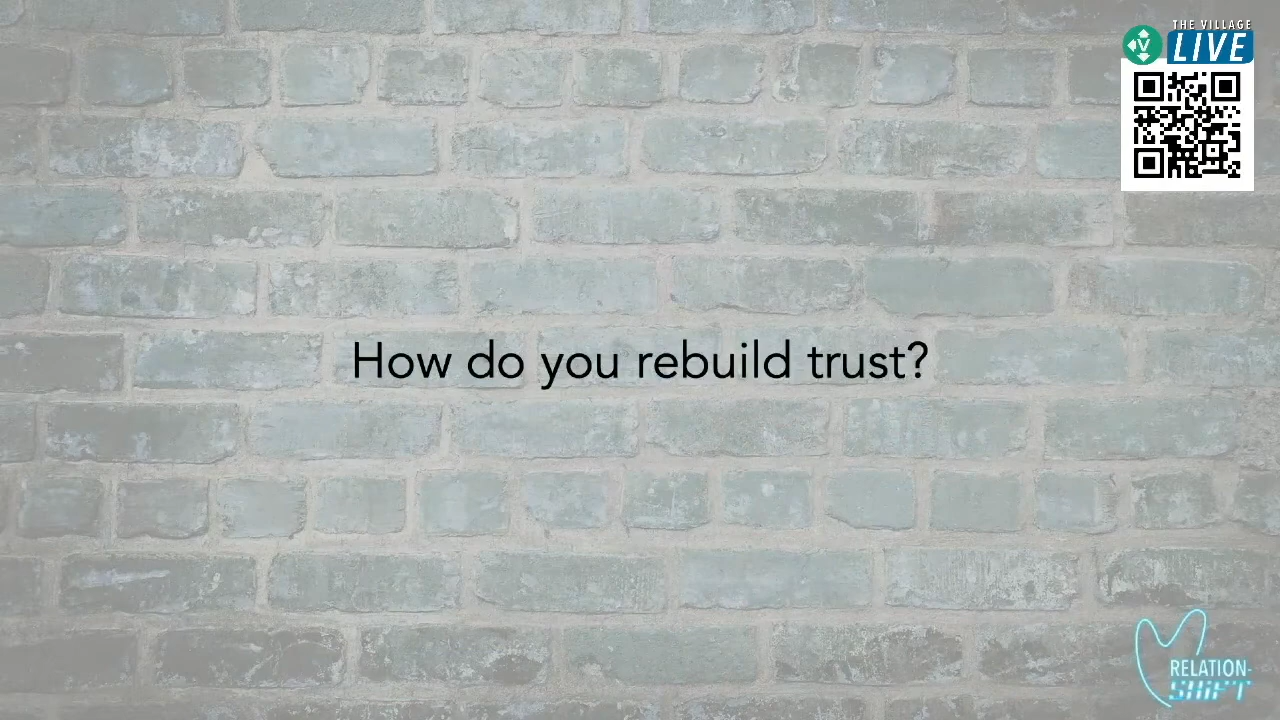 THE VILLAGE
LIVE
V
How do you rebuild trust?
RELATION-
SHIFT